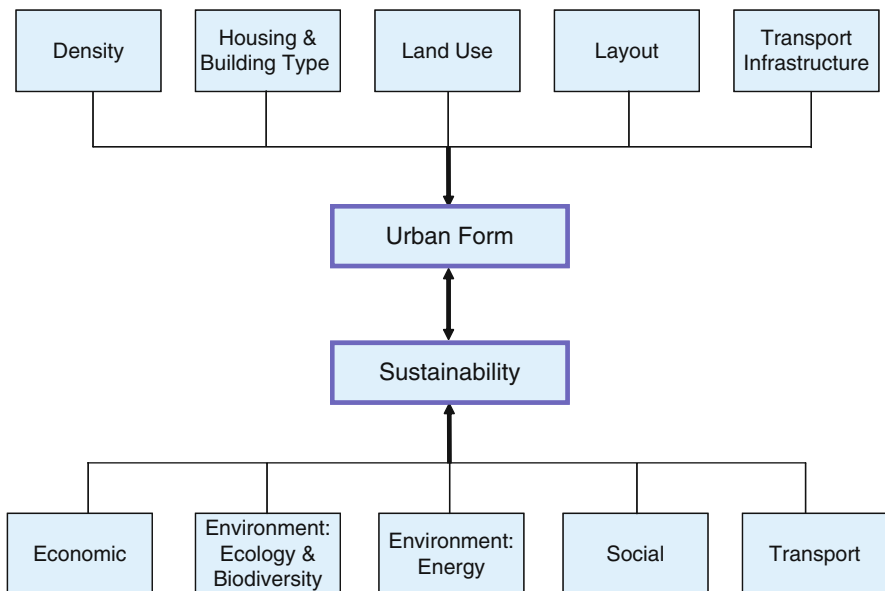 Density
Housing &
Building Type
Land Use
Layout
Transport
Infrastructure
Urban Form
Sustainability
Economic
Environment:
Ecology &
Biodiversity
Environment:
Energy
Social
Transport